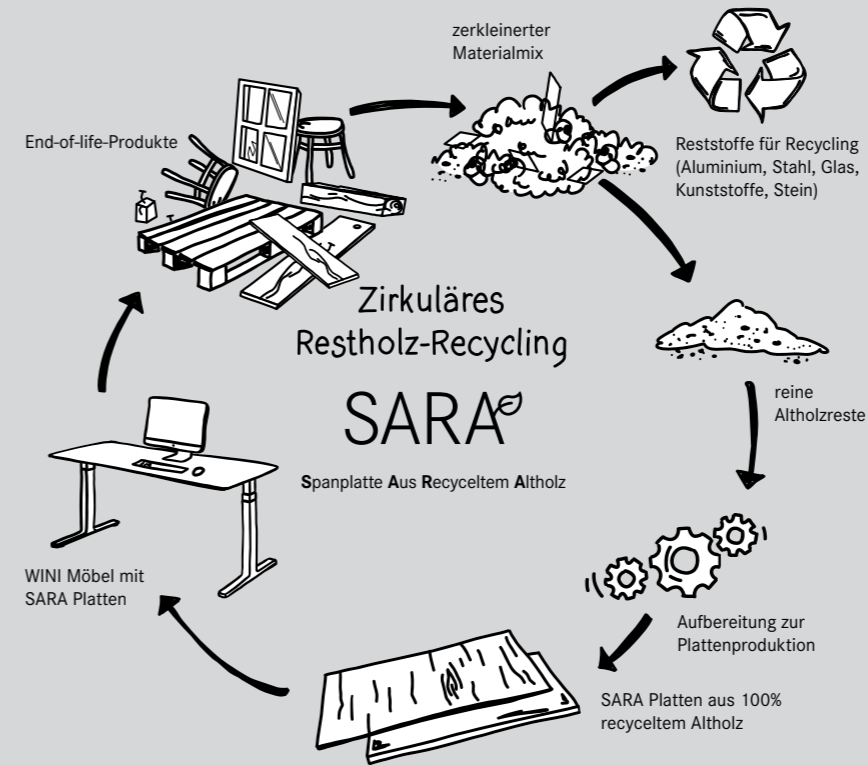 zerkleinerter
Materialmix
End-of-life-Produkte
Reststoffe für Recycling
(Aluminium, Stahl, Glas,
Kunststoffe, Stein)
Zirkuläres
Restholz-Recycling
SARA
Spanplatte Aus Recyceltem Altholz
reine
Altholzreste
Aufbereitung zur
Plattenproduktion
SARA Platten aus 100%
recyceltem Altholz
WINI Möbel mit
SARA Platten